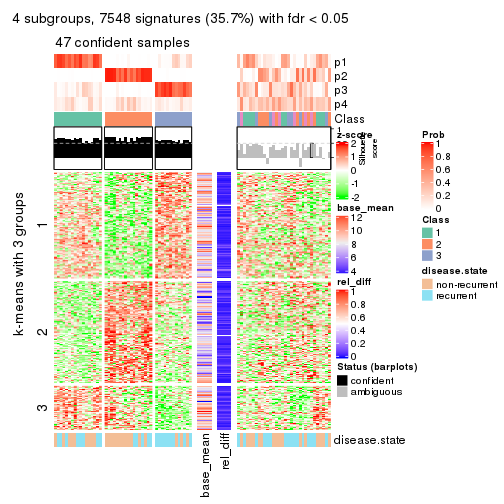 4 subgroups, 7548 signatures (35.7%) with fdr < 0.05
47 confident samples
p1
p2
p3
p4
Class
1
Silhouette
score
k-means with 3 groups
1
2
3
base_mean
rel_diff
disease.state
z-score
2
1
0
-1
-2
base_mean
12
10
8
6
4
rel_diff
1
0.8
0.6
0.4
0.2
0
Status (barplots)
confident
ambiguous
Prob
1
0.8
0.6
0.4
0.2
0
Class
1
2
3
disease.state
non-recurrent
recurrent